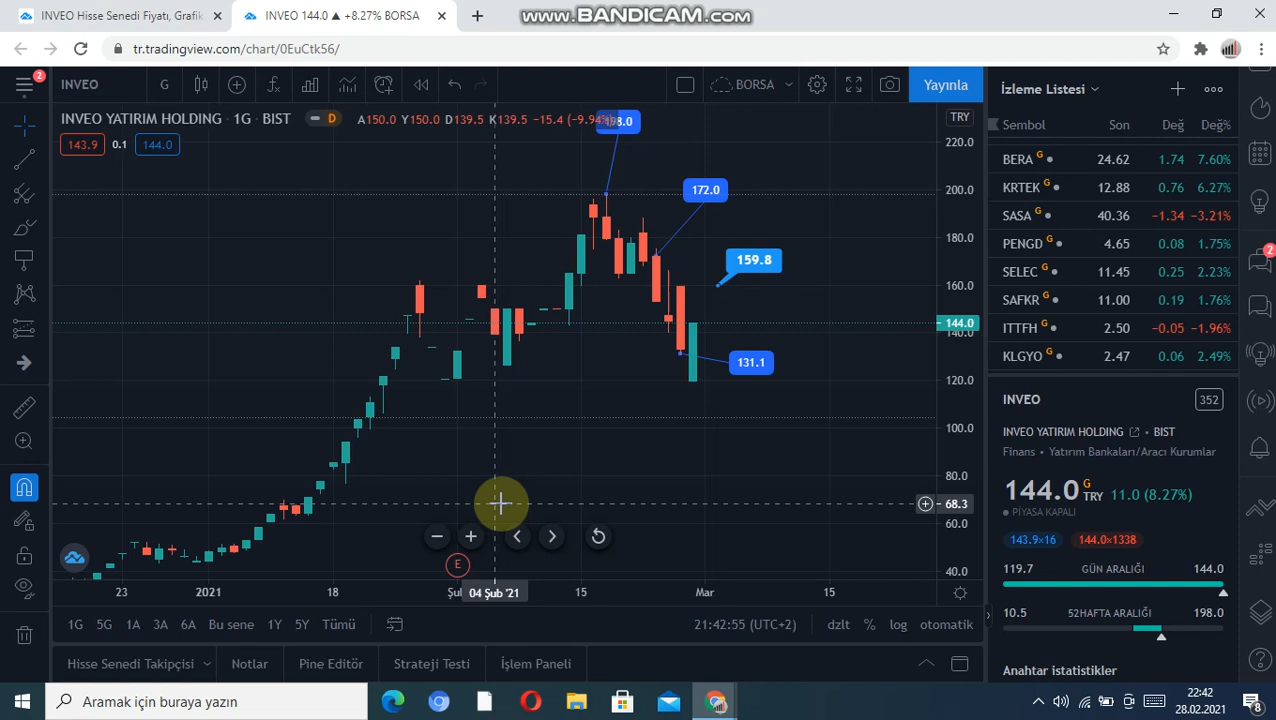 INVEO Hisse Senedi Fiyatı, Grafik
INVEO 144.0 ▲ +8.27% BORSA
www.BANDICAM.com
tr.tradingview.com/chart/0EuCtk56/
2
INVEO
G
BORSA
Yayınla
İzleme Listesi
INVEO YATIRIM HOLDING · 1G · BIST
D
A150.0 Y150.0 D139.5 K139.5 −15.4 (−9.94%)
TRY
143.9
0.1
144.0
Sembol Son Değ Değ%
BERA G 24.62 1.74 7.60%
KRTEK G 12.88 0.76 6.27%
SASA G 40.36 −1.34 −3.21%
PENGD G 4.65 0.08 1.75%
SELEC G 11.45 0.25 2.23%
SAFKR G 11.00 0.19 1.76%
ITTFH G 2.50 −0.05 −1.96%
KLGYO G 2.47 0.06 2.49%
2
172.0
159.8
131.1
220.0
200.0
180.0
160.0
144.0
140.0
120.0
100.0
80.0
68.3
60.0
40.0
INVEO
352
INVEO YATIRIM HOLDING · BIST
Finans · Yatırım Bankaları/Aracı Kurumlar
144.0 G TRY 11.0 (8.27%)
PİYASA KAPALI
143.9×16 144.0×1338
119.7 GÜN ARALIĞI 144.0
10.5 52HAFTA ARALIĞI 198.0
Anahtar istatistikler
E
23 2021 18 Şub 04 Şub '21 15 Mar 15
1G 5G 1A 3A 6A Bu sene 1Y 5Y Tümü
21:42:55 (UTC+2)
dzlt % log otomatik
Hisse Senedi Takipçisi Notlar Pine Editör Strateji Testi İşlem Paneli
Aramak için buraya yazın
22:42
28.02.2021
8